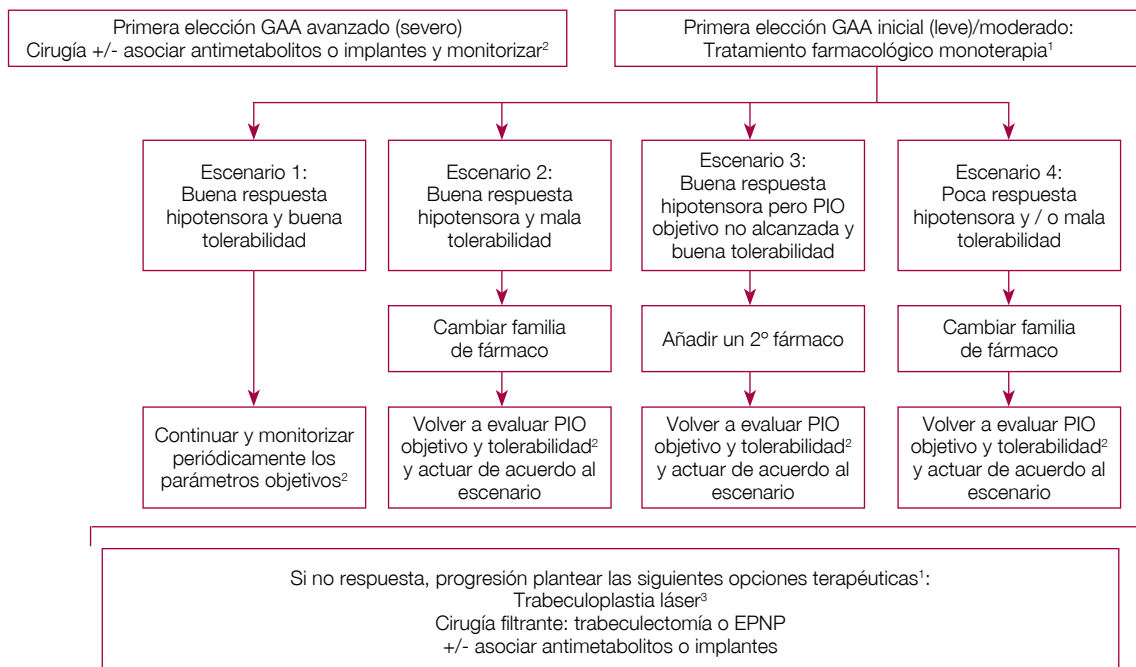 Primera elección GAA avanzado (severo)
Cirugía +/- asociar antimetabolitos o implantes y monitorizar²
Primera elección GAA inicial (leve)/moderado:
Tratamiento farmacológico monoterapia¹
Escenario 1:
Buena respuesta
hipotensora y buena
tolerabilidad
Escenario 2:
Buena respuesta
hipotensora y mala
tolerabilidad
Escenario 3:
Buena respuesta
hipotensora pero PIO
objetivo no alcanzada y
buena tolerabilidad
Escenario 4:
Poca respuesta
hipotensora y / o mala
tolerabilidad
Cambiar familia
de fármaco
Añadir un 2º fármaco
Cambiar familia
de fármaco
Continuar y monitorizar
periódicamente los
parámetros objetivos²
Volver a evaluar PIO
objetivo y tolerabilidad²
y actuar de acuerdo al
escenario
Volver a evaluar PIO
objetivo y tolerabilidad²
y actuar de acuerdo al
escenario
Volver a evaluar PIO
objetivo y tolerabilidad²
y actuar de acuerdo al
escenario
Si no respuesta, progresión plantear las siguientes opciones terapéuticas¹:
Trabeculoplastia láser³
Cirugía filtrante: trabeculectomía o EPNP
+/- asociar antimetabolitos o implantes